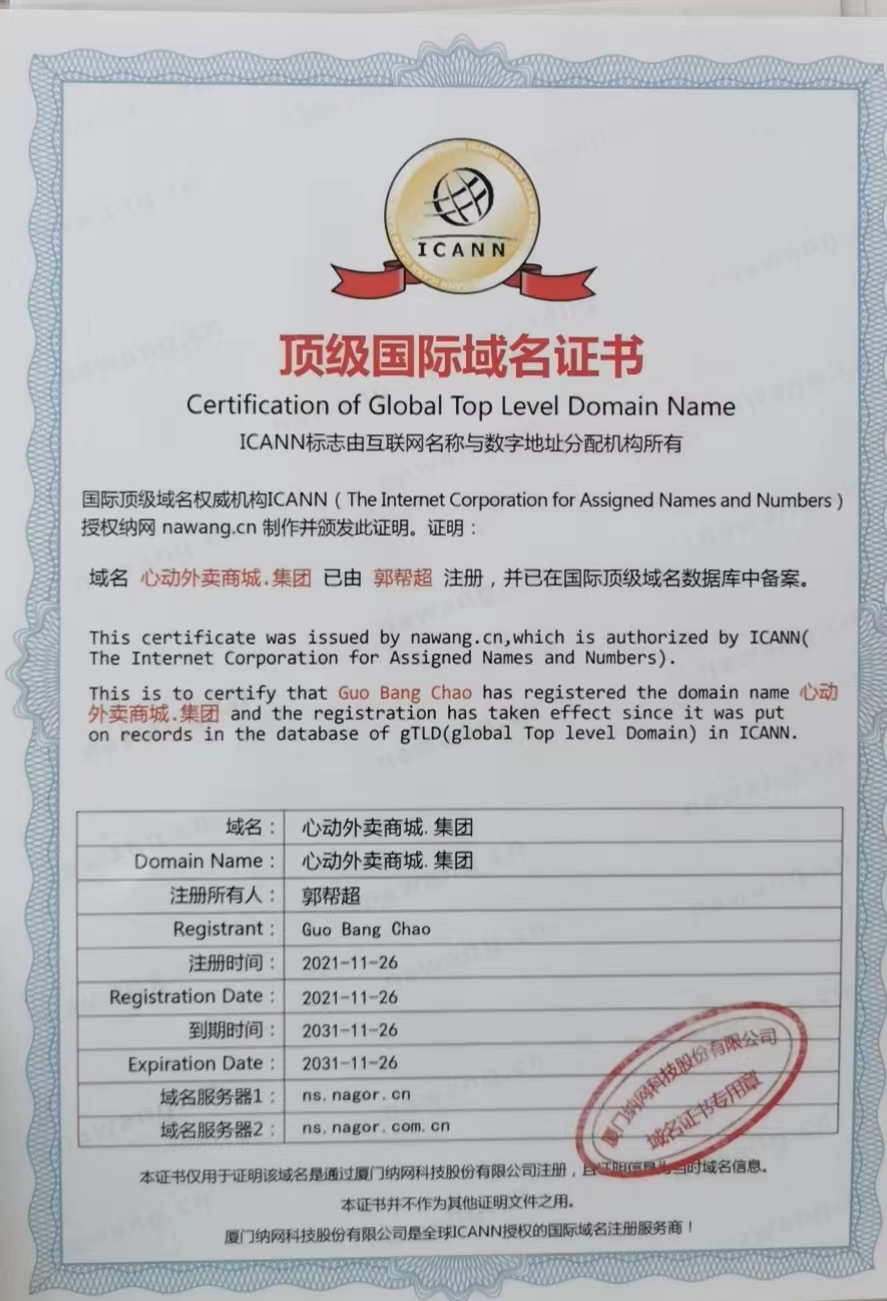 ICANN
顶级国际域名证书
Certification of Global Top Level Domain Name
ICANN标志由互联网名称与数字地址分配机构所有
国际顶级域名权威机构ICANN（The Internet Corporation for Assigned Names and Numbers）
授权纳网 nawang.cn 制作并颁发此证明。证明：
域名 心动外卖商城.集团 已由 郭帮超 注册，并已在国际顶级域名数据库中备案。
This certificate was issued by nawang.cn,which is authorized by ICANN(
The Internet Corporation for Assigned Names and Numbers).
This is to certify that Guo Bang Chao has registered the domain name 心动
外卖商城.集团 and the registration has taken effect since it was put
on records in the database of gTLD(global Top level Domain) in ICANN.
域名： 心动外卖商城.集团
Domain Name： 心动外卖商城.集团
注册所有人： 郭帮超
Registrant： Guo Bang Chao
注册时间： 2021-11-26
Registration Date： 2021-11-26
到期时间： 2031-11-26
Expiration Date： 2031-11-26
域名服务器1： ns.nagor.cn
域名服务器2： ns.nagor.com.cn
厦门纳网科技股份有限公司
域名证书专用章
本证书仅用于证明该域名是通过厦门纳网科技股份有限公司注册，且证明信息为当时域名信息。
本证书并不作为其他证明文件之用。
厦门纳网科技股份有限公司是全球ICANN授权的国际域名注册服务商！